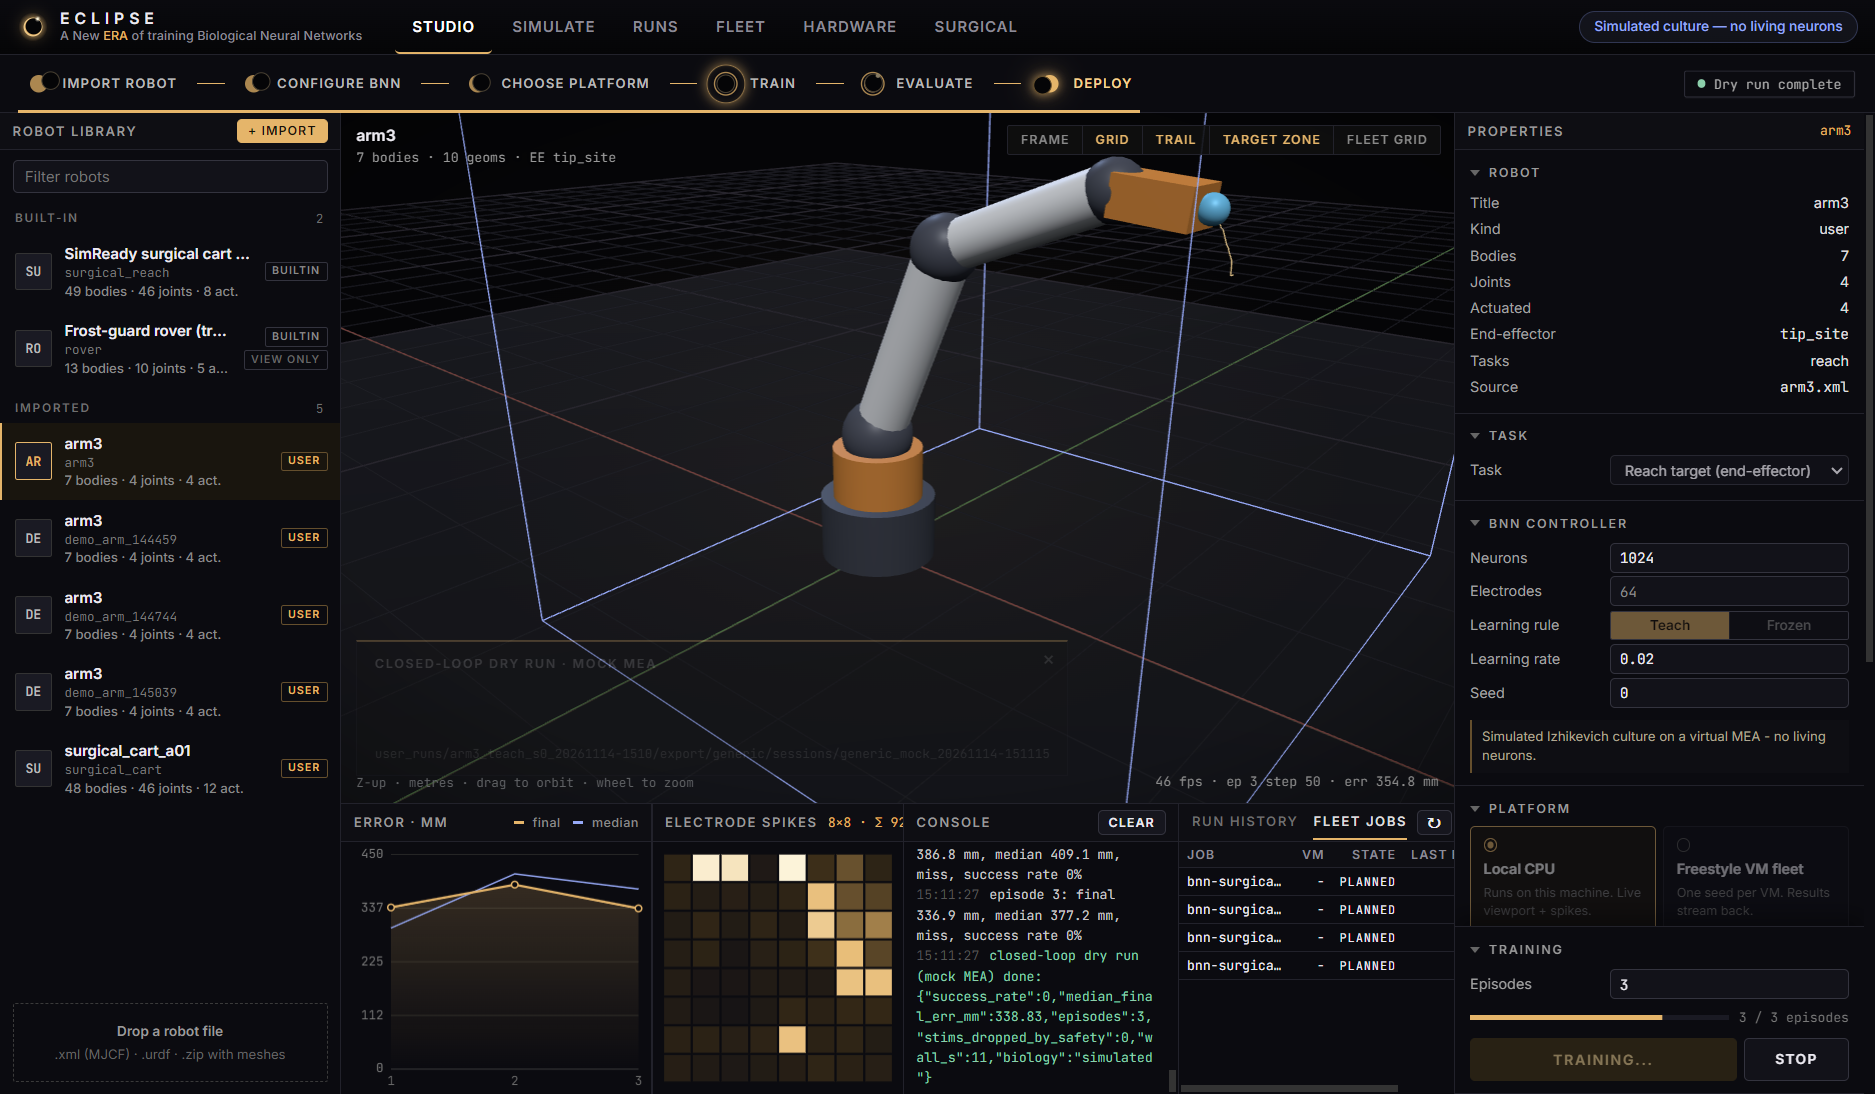 ECLIPSE
A New ERA of training Biological Neural Networks
STUDIO
SIMULATE
RUNS
FLEET
HARDWARE
SURGICAL
Simulated culture — no living neurons
IMPORT ROBOT
CONFIGURE BNN
CHOOSE PLATFORM
TRAIN
EVALUATE
DEPLOY
Dry run complete
ROBOT LIBRARY
+ IMPORT
Filter robots
BUILT-IN 2
SU
SimReady surgical cart ...
surgical_reach
49 bodies · 46 joints · 8 act.
BUILTIN
RO
Frost-guard rover (tr...
rover
13 bodies · 10 joints · 5 a...
BUILTIN
VIEW ONLY
IMPORTED 5
AR
arm3
arm3
7 bodies · 4 joints · 4 act.
USER
DE
arm3
demo_arm_144459
7 bodies · 4 joints · 4 act.
USER
DE
arm3
demo_arm_144744
7 bodies · 4 joints · 4 act.
USER
DE
arm3
demo_arm_145039
7 bodies · 4 joints · 4 act.
USER
SU
surgical_cart_a01
surgical_cart
48 bodies · 46 joints · 12 act.
USER
Drop a robot file
.xml (MJCF) · .urdf · .zip with meshes
arm3
7 bodies · 10 geoms · EE tip_site
FRAME
GRID
TRAIL
TARGET ZONE
FLEET GRID
CLOSED-LOOP DRY RUN · MOCK MEA
×
user_runs/arm3_teach_s0_20261114-1510/export/generic/sessions/generic_mock_20261114-151115
Z-up · metres · drag to orbit · wheel to zoom
46 fps · ep 3 step 50 · err 354.8 mm
ERROR · MM
final
median
450
337
225
112
0
1
2
3
ELECTRODE SPIKES 8×8 · Σ 92
CONSOLE
CLEAR
386.8 mm, median 409.1 mm,
miss, success rate 0%
15:11:27 episode 3: final
336.9 mm, median 377.2 mm,
miss, success rate 0%
15:11:27 closed-loop dry run
(mock MEA) done:
{"success_rate":0,"median_fina
l_err_mm":338.83,"episodes":3,
"stims_dropped_by_safety":0,"w
all_s":11,"biology":"simulated
"}
RUN HISTORY
FLEET JOBS
↻
JOB VM STATE LAST
bnn-surgica... - PLANNED
bnn-surgica... - PLANNED
bnn-surgica... - PLANNED
bnn-surgica... - PLANNED
PROPERTIES
arm3
ROBOT
Title arm3
Kind user
Bodies 7
Joints 4
Actuated 4
End-effector tip_site
Tasks reach
Source arm3.xml
TASK
Task Reach target (end-effector)
BNN CONTROLLER
Neurons 1024
Electrodes 64
Learning rule Teach Frozen
Learning rate 0.02
Seed 0
Simulated Izhikevich culture on a virtual MEA - no living
neurons.
PLATFORM
Local CPU
Runs on this machine. Live
viewport + spikes.
Freestyle VM fleet
One seed per VM. Results
stream back.
TRAINING
Episodes 3
3 / 3 episodes
TRAINING...
STOP